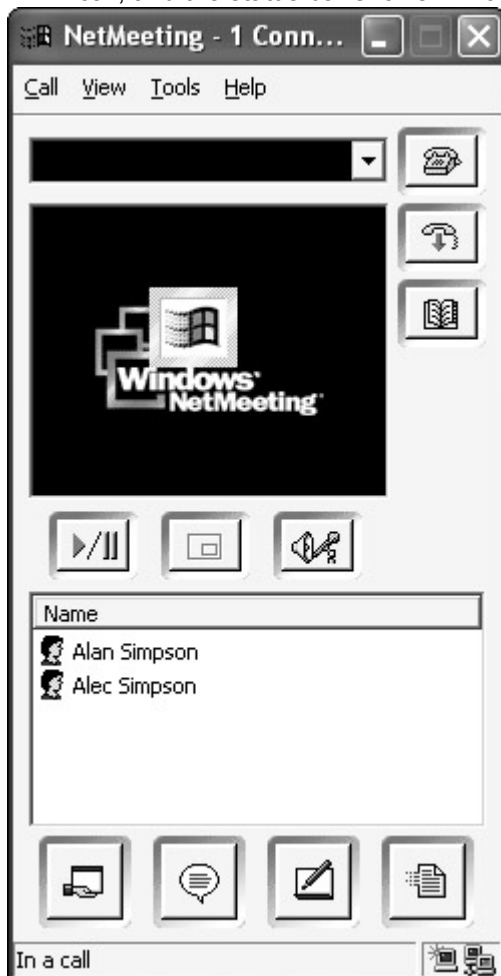 NetMeeting - 1 Conn...
Call View Tools Help
Windows
NetMeeting
Name
Alan Simpson
Alec Simpson
In a call